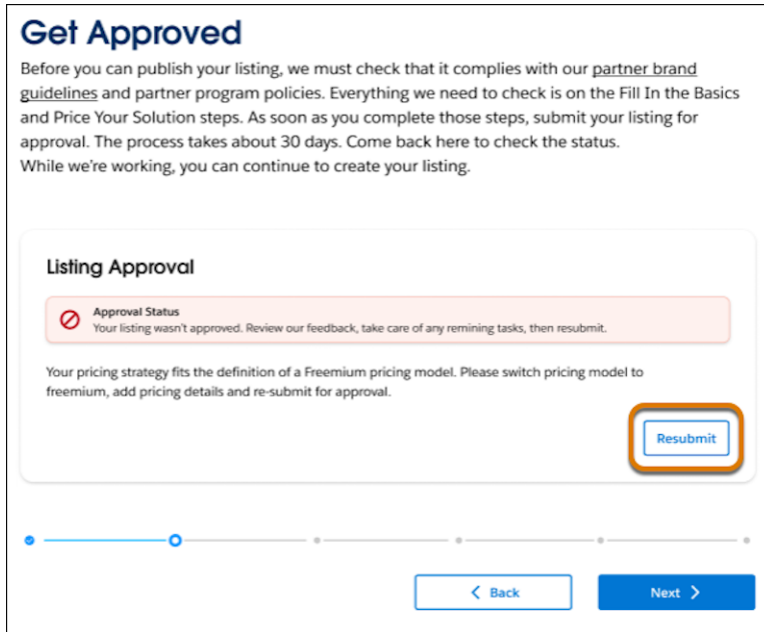 Get Approved
Before you can publish your listing, we must check that it complies with our partner brand
guidelines and partner program policies. Everything we need to check is on the Fill In the Basics
and Price Your Solution steps. As soon as you complete those steps, submit your listing for
approval. The process takes about 30 days. Come back here to check the status.
While we're working, you can continue to create your listing.
Listing Approval
Approval Status
Your listing wasn't approved. Review our feedback, take care of any remining tasks, then resubmit.
Your pricing strategy fits the definition of a Freemium pricing model. Please switch pricing model to
freemium, add pricing details and re-submit for approval.
Resubmit
Back
Next